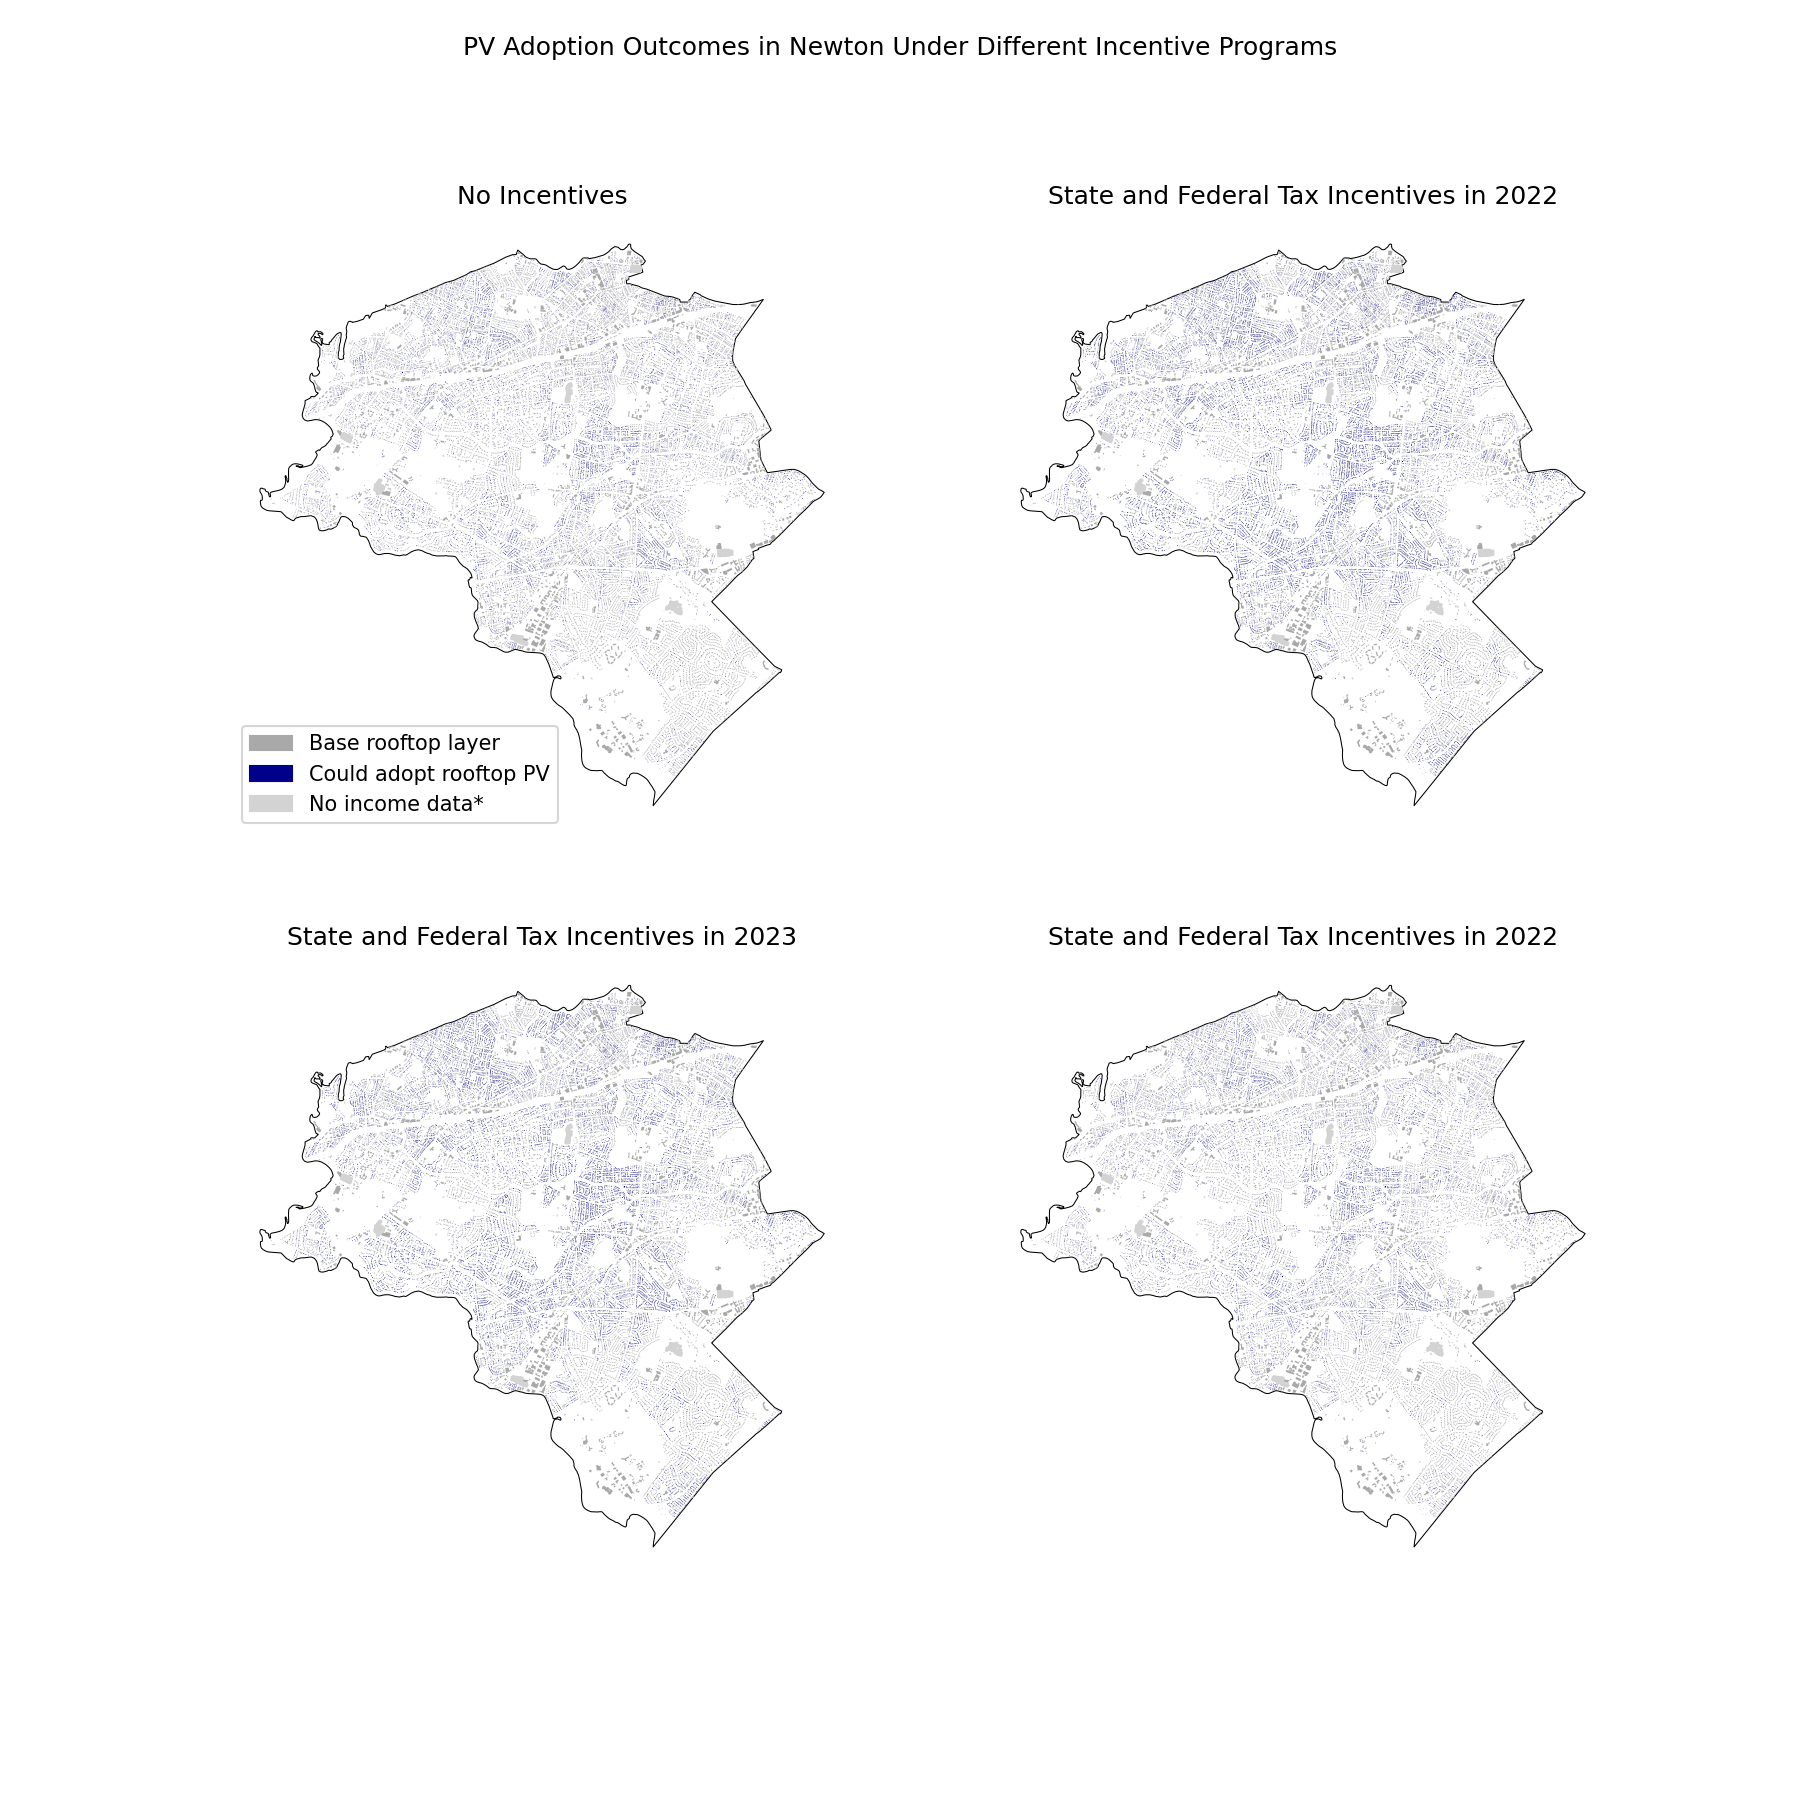 PV Adoption Outcomes in Newton Under Different Incentive Programs
No Incentives
State and Federal Tax Incentives in 2022
Base rooftop layer
Could adopt rooftop PV
No income data*
State and Federal Tax Incentives in 2023
State and Federal Tax Incentives in 2022